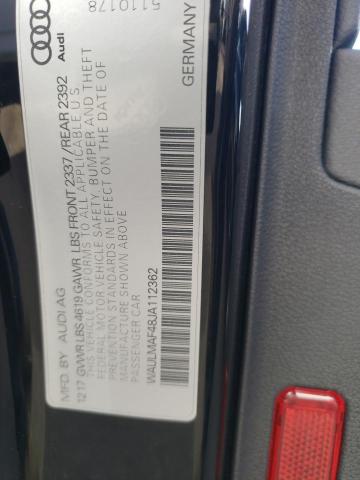 MFD. BY AUDI AG
12.17 GVWR LBS 4619 GAWR LBS FRONT 2337/REAR 2392
THIS VEHICLE CONFORMS TO ALL APPLICABLE U S
FEDERAL MOTOR VEHICLE SAFETY, BUMPER AND THEFT
PREVENTION STANDARDS IN EFFECT ON THE DATE OF
MANUFACTURE SHOWN ABOVE
PASSENGER CAR
WAULMAF48JA112362
Audi
5110178
GERMANY